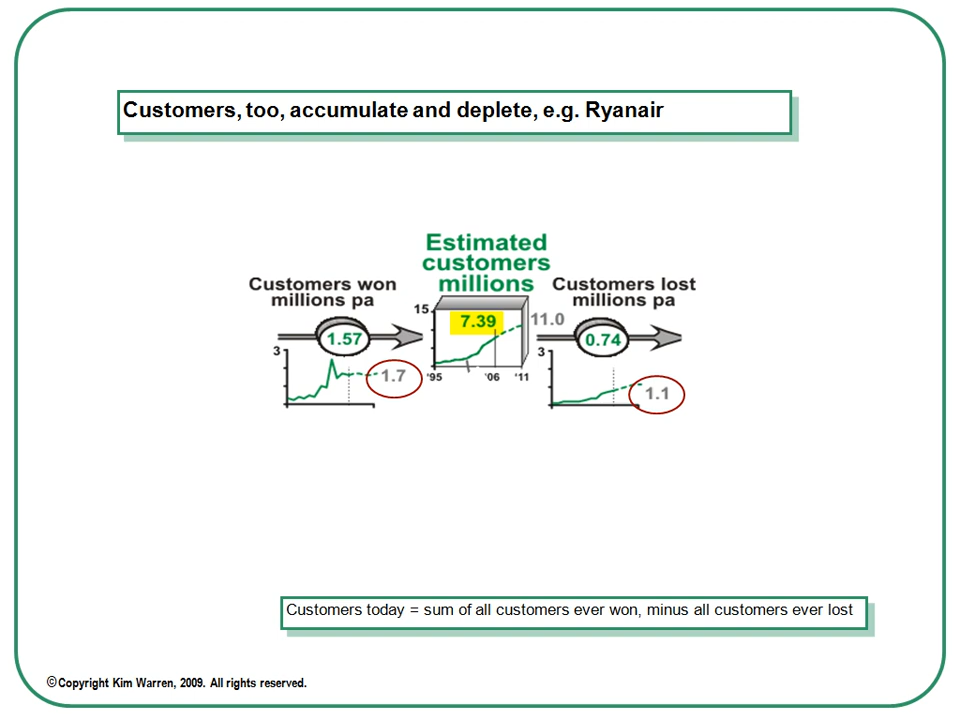 Customers, too, accumulate and deplete, e.g. Ryanair
Estimated
customers
millions
Customers won
millions pa
Customers lost
millions pa
1.57
3
1.7
15
7.39
11.0
'95
'06
'11
0.74
3
1.1
Customers today = sum of all customers ever won, minus all customers ever lost
©Copyright Kim Warren, 2009. All rights reserved.